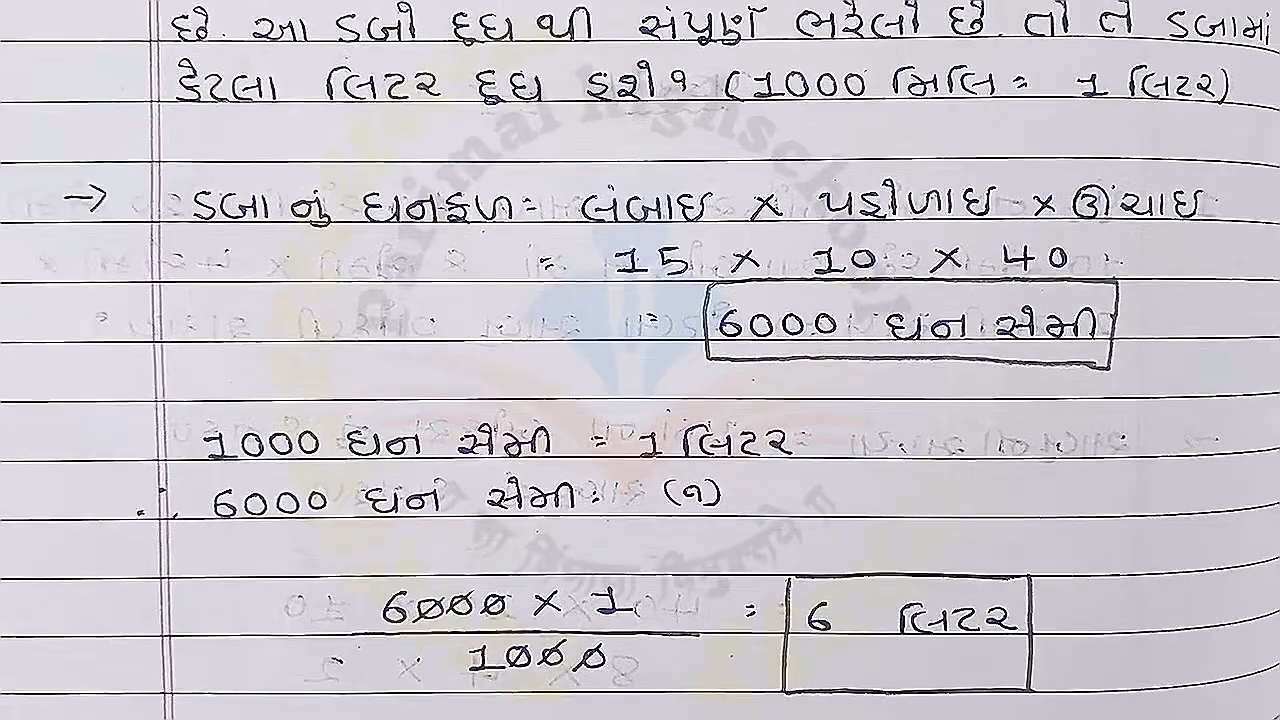 છે. આ ડબો દૂધ થી સંપૂર્ણ ભરેલો છે. તો તે ડબામાં
કેટલા લિટર દૂધ હશે? (1000 મિલિ = 1 લિટર)
→ ડબાનું ઘનફળ = લંબાઇ × પહોળાઇ × ઊંચાઇ
= 15 × 10 × 40
6000 ઘન સેમી
1000 ઘન સેમી = 1 લિટર
∴ 6000 ઘન સેમી = (?)
6000 × 1 = 6 લિટર
1000